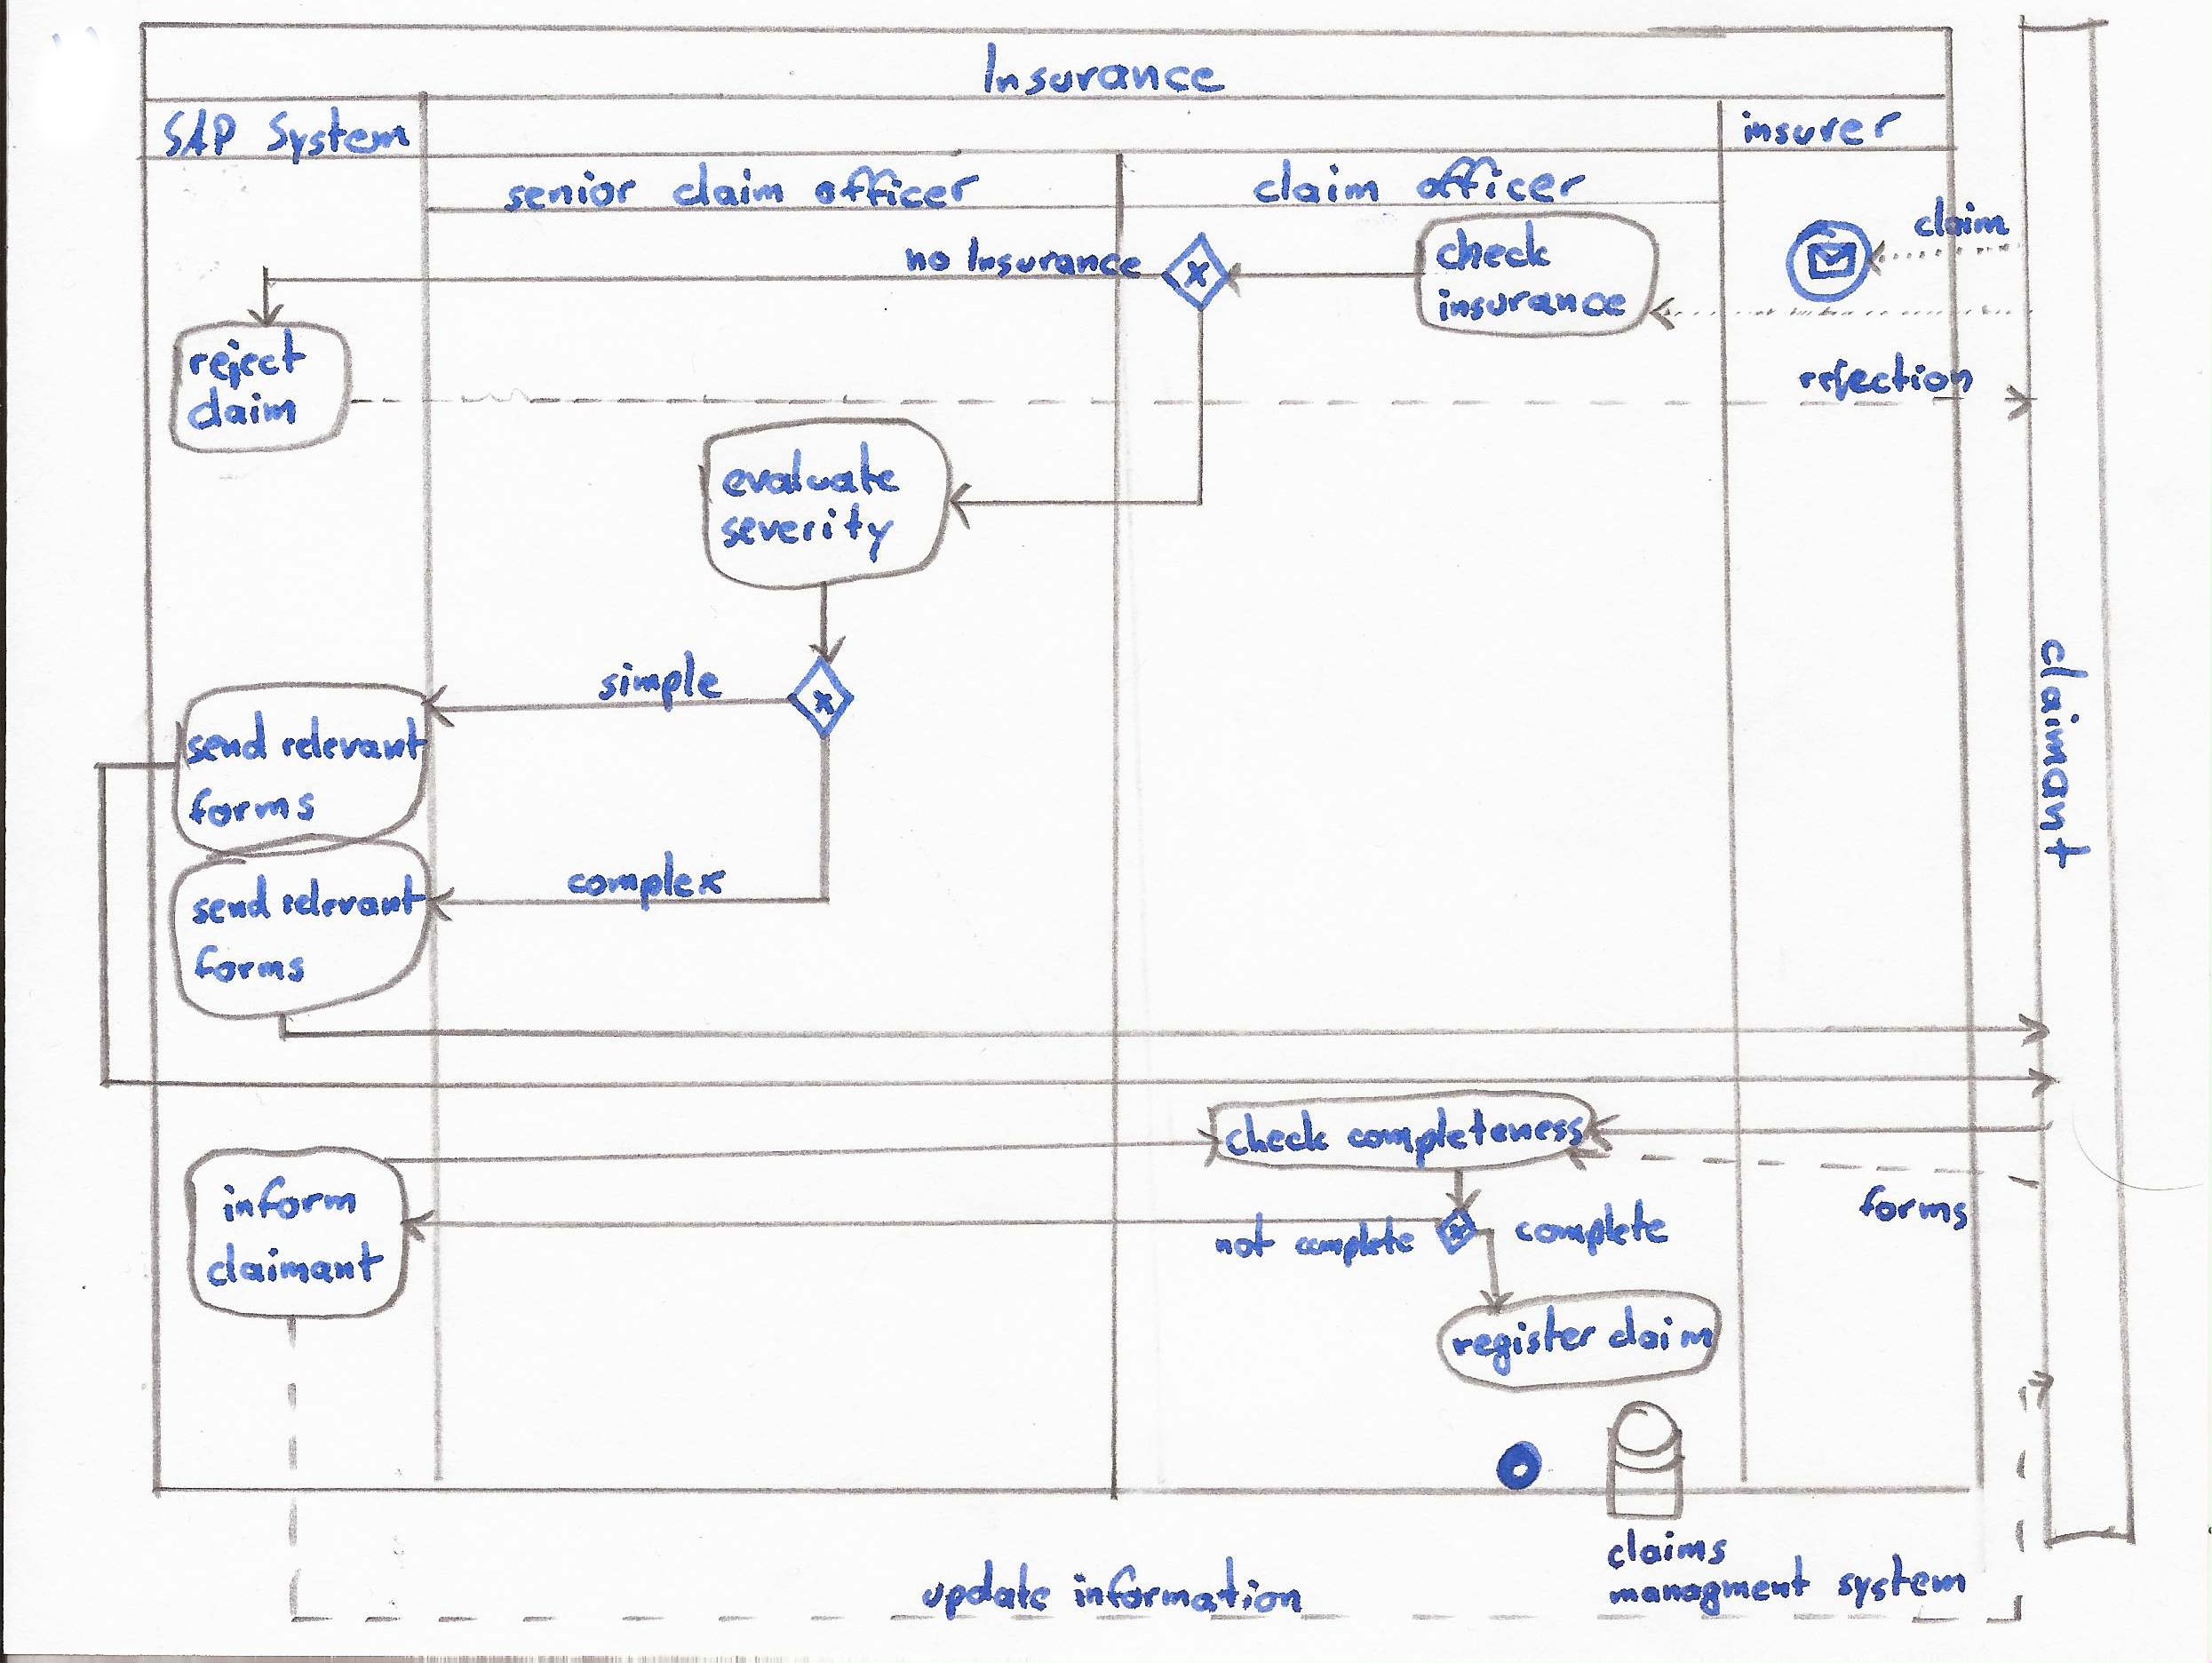 Insurance
SAP System
insurer
senior claim officer
claim officer
claim
no Insurance
x
check
insurance
reject
claim
rejection
evaluate
severity
simple
x
send relevant
forms
claimant
complex
send relevant
forms
check completeness
inform
claimant
not complete
x
complete
forms
register claim
claims
managment system
update information